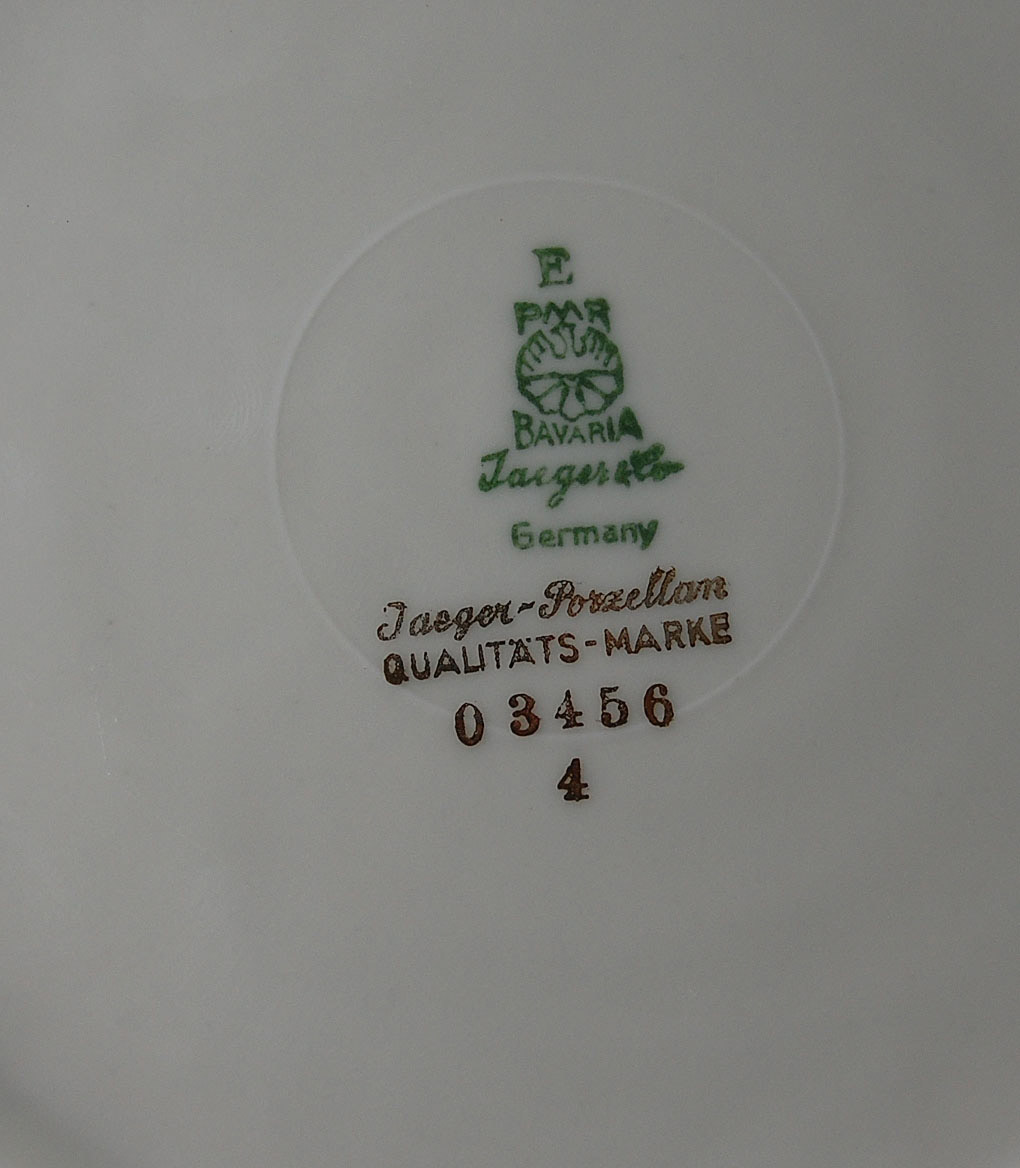 E
PMR
BAVARIA
Jaeger & Co
Germany
Jaeger-Porzellan
QUALITÄTS-MARKE
03456
4